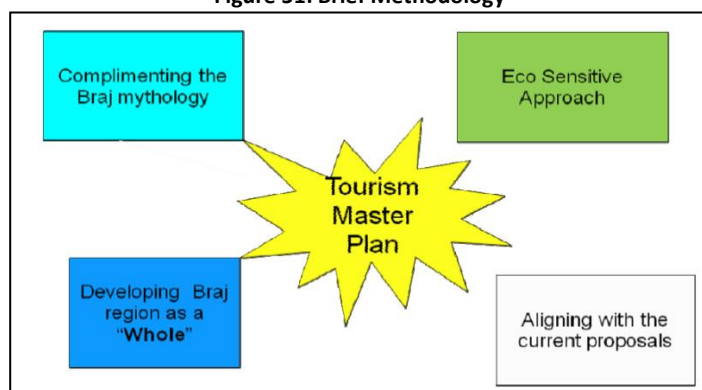 Figure 51: Brief Methodology
Complimenting the
Braj mythology
Eco Sensitive
Approach
Tourism
Master
Plan
Developing Braj
region as a
“Whole”
Aligning with the
current proposals